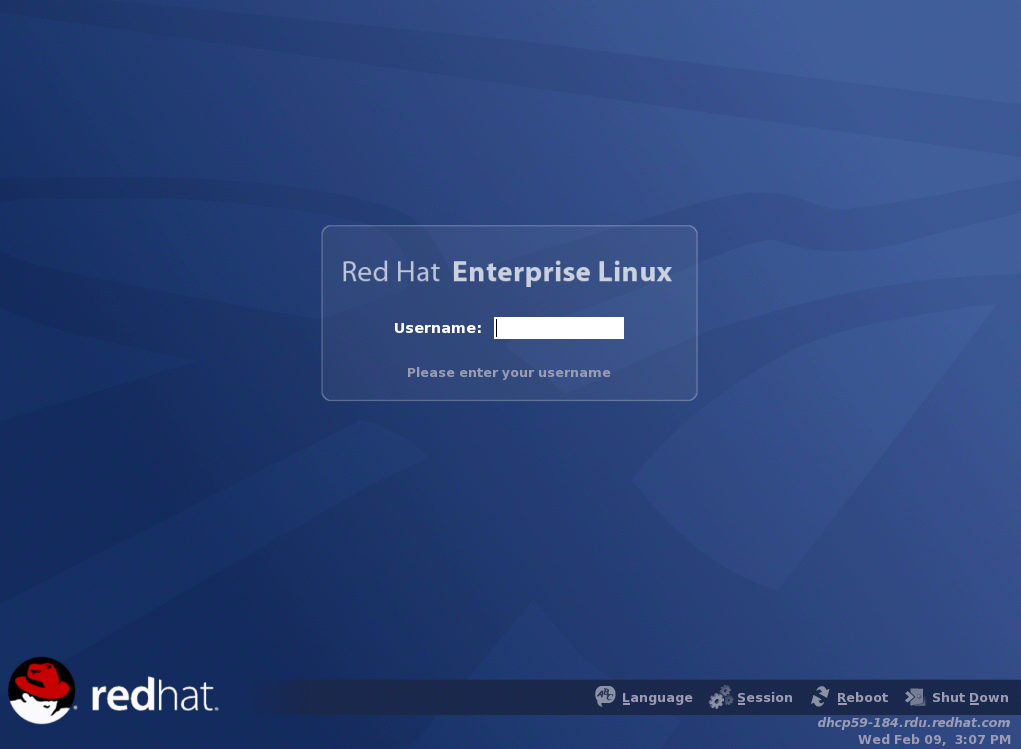 Red Hat Enterprise Linux
Username:
Please enter your username
redhat.
Language Session Reboot Shut Down
dhcp59-184.rdu.redhat.com
Wed Feb 09, 3:07 PM